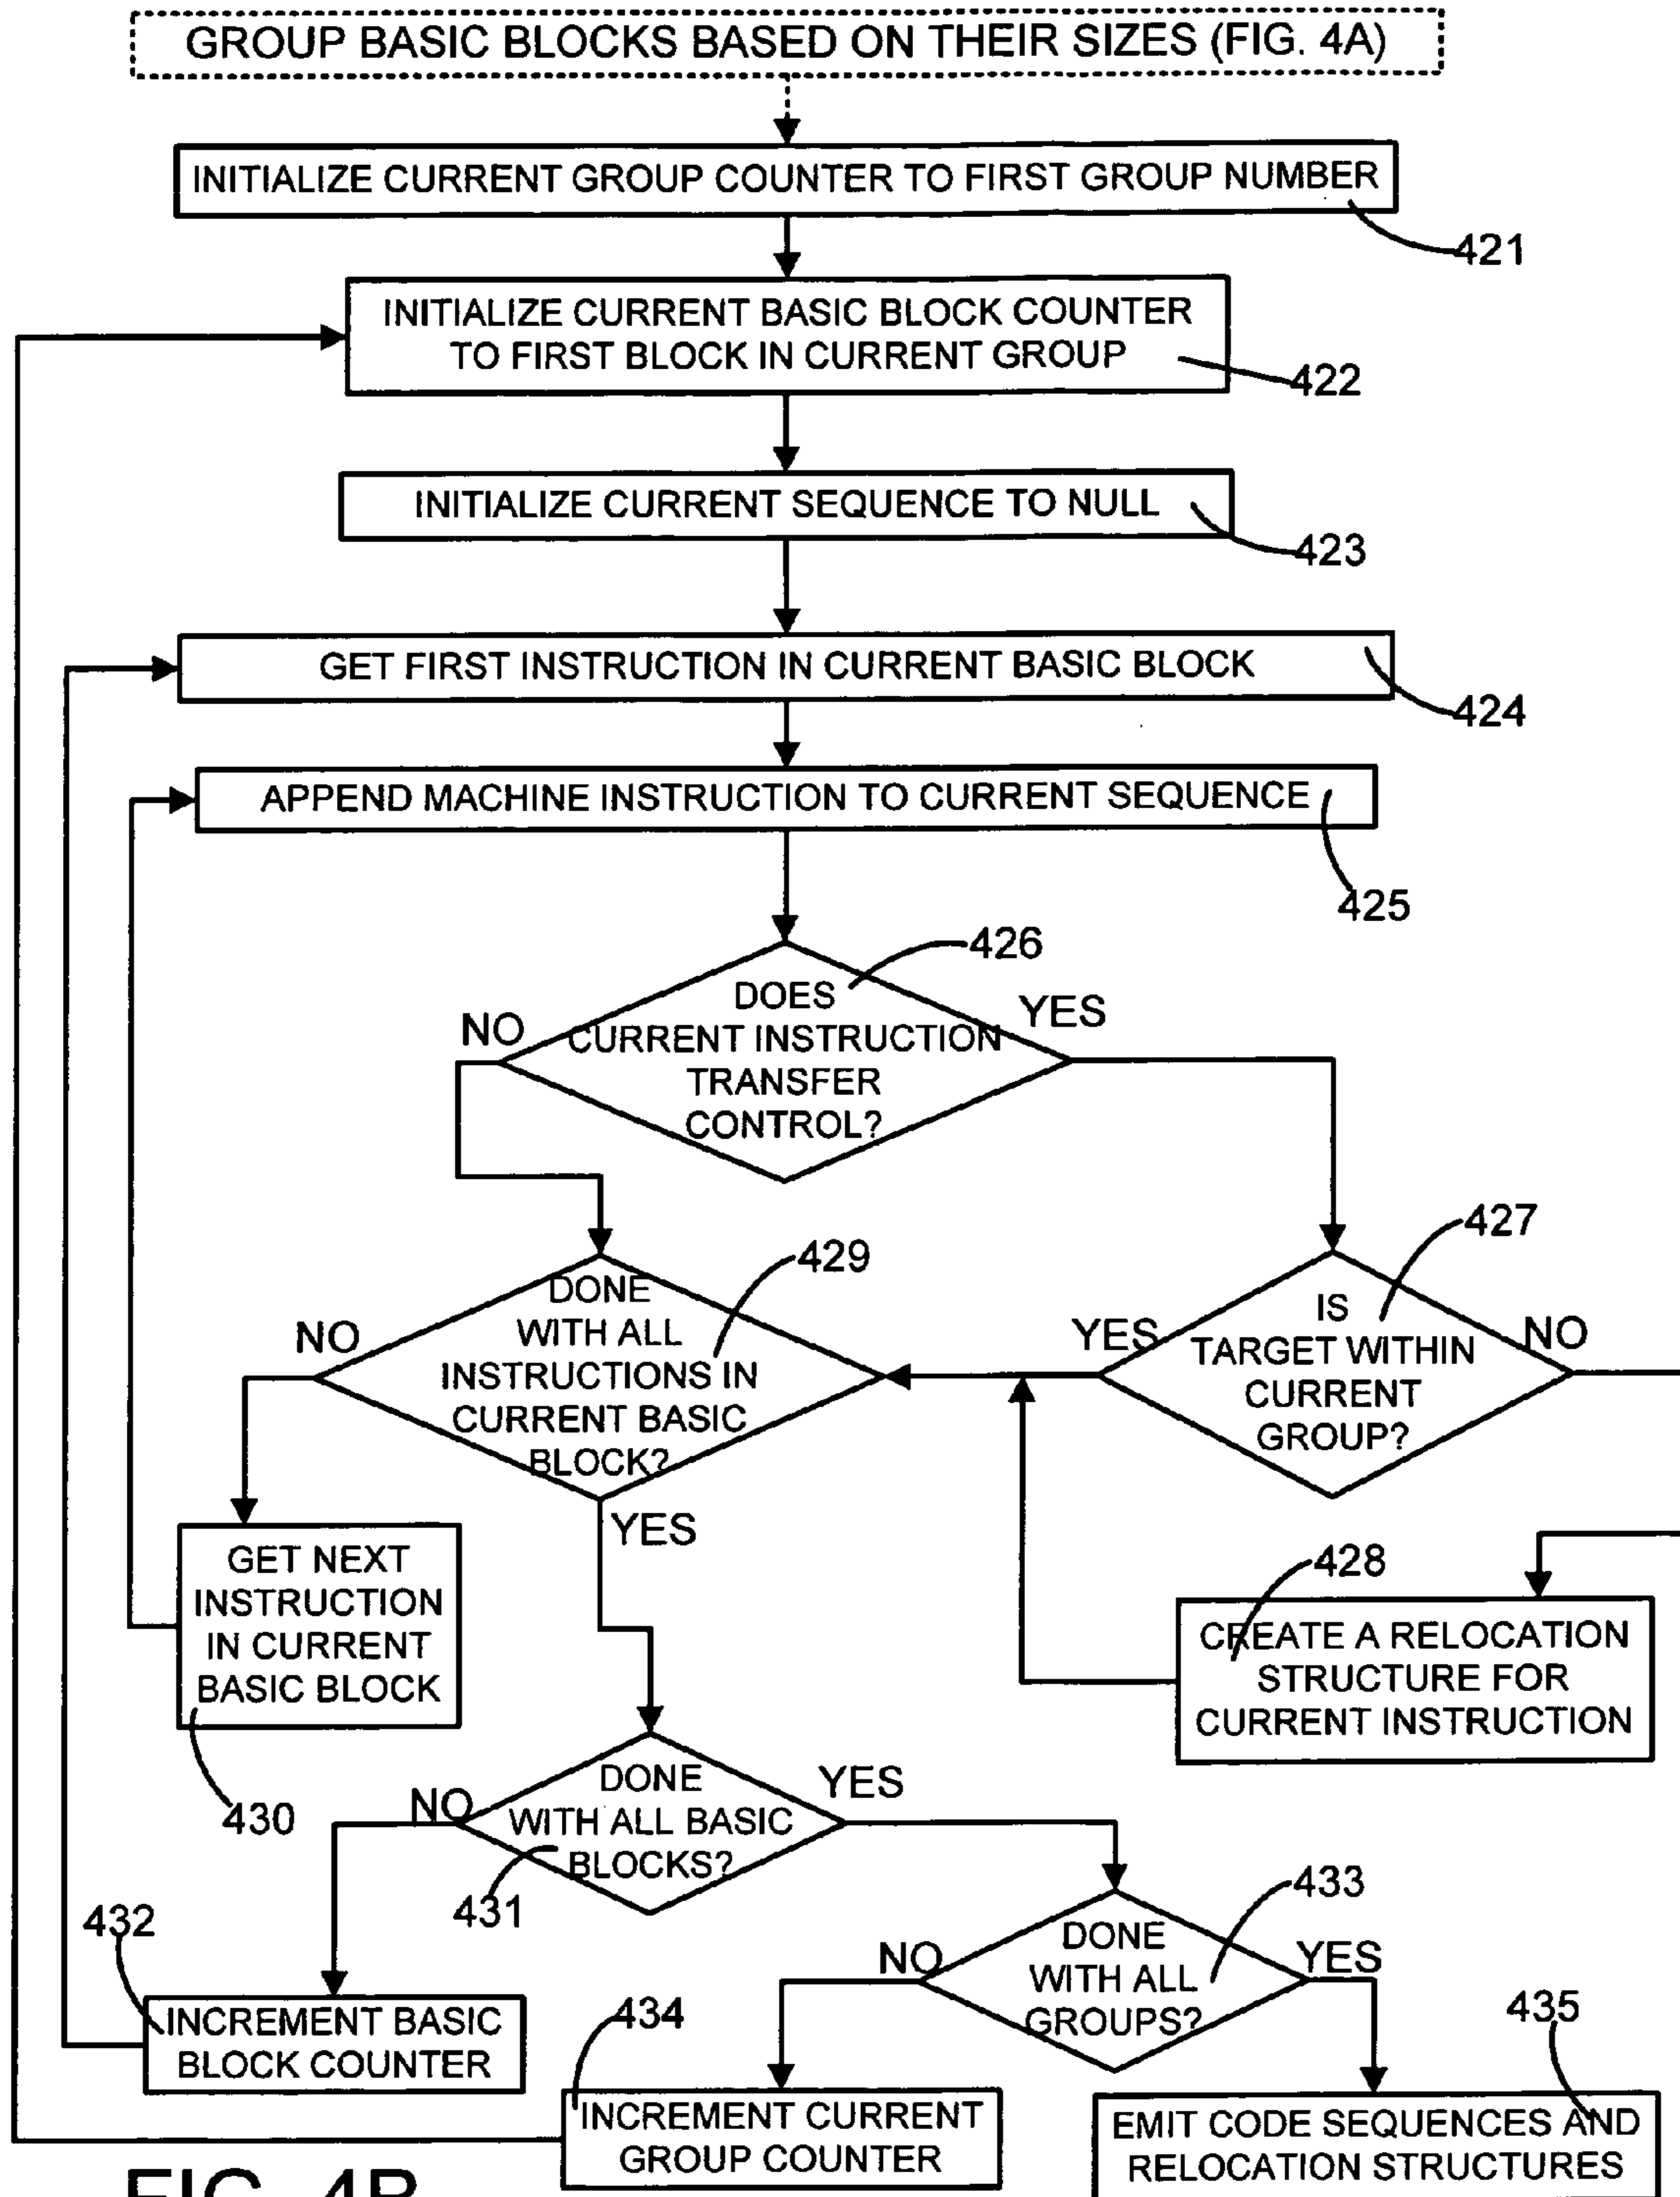 GROUP BASIC BLOCKS BASED ON THEIR SIZES (FIG. 4A)
INITIALIZE CURRENT GROUP COUNTER TO FIRST GROUP NUMBER
421
INITIALIZE CURRENT BASIC BLOCK COUNTER
TO FIRST BLOCK IN CURRENT GROUP
422
INITIALIZE CURRENT SEQUENCE TO NULL
423
GET FIRST INSTRUCTION IN CURRENT BASIC BLOCK
424
APPEND MACHINE INSTRUCTION TO CURRENT SEQUENCE
425
426
DOES
CURRENT INSTRUCTION
TRANSFER
CONTROL?
NO
YES
427
IS
TARGET WITHIN
CURRENT
GROUP?
YES
NO
429
DONE
WITH ALL
INSTRUCTIONS IN
CURRENT BASIC
BLOCK?
NO
YES
428
CREATE A RELOCATION
STRUCTURE FOR
CURRENT INSTRUCTION
GET NEXT
INSTRUCTION
IN CURRENT
BASIC BLOCK
430
DONE
WITH ALL BASIC
BLOCKS?
NO
YES
431
432
INCREMENT BASIC
BLOCK COUNTER
433
DONE
WITH ALL
GROUPS?
NO
YES
434
INCREMENT CURRENT
GROUP COUNTER
435
EMIT CODE SEQUENCES AND
RELOCATION STRUCTURES
FIG. 4B